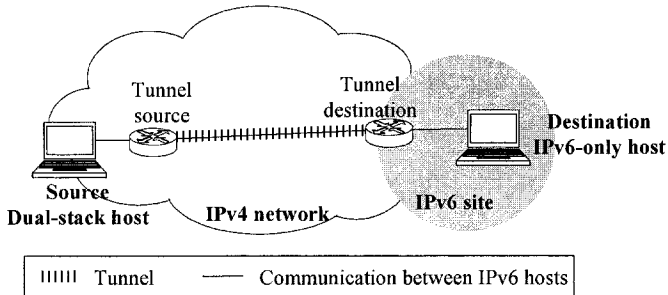 Tunnel
source
Tunnel
destination
Destination
IPv6-only host
Source
Dual-stack host
IPv4 network
IPv6 site
Tunnel
Communication between IPv6 hosts